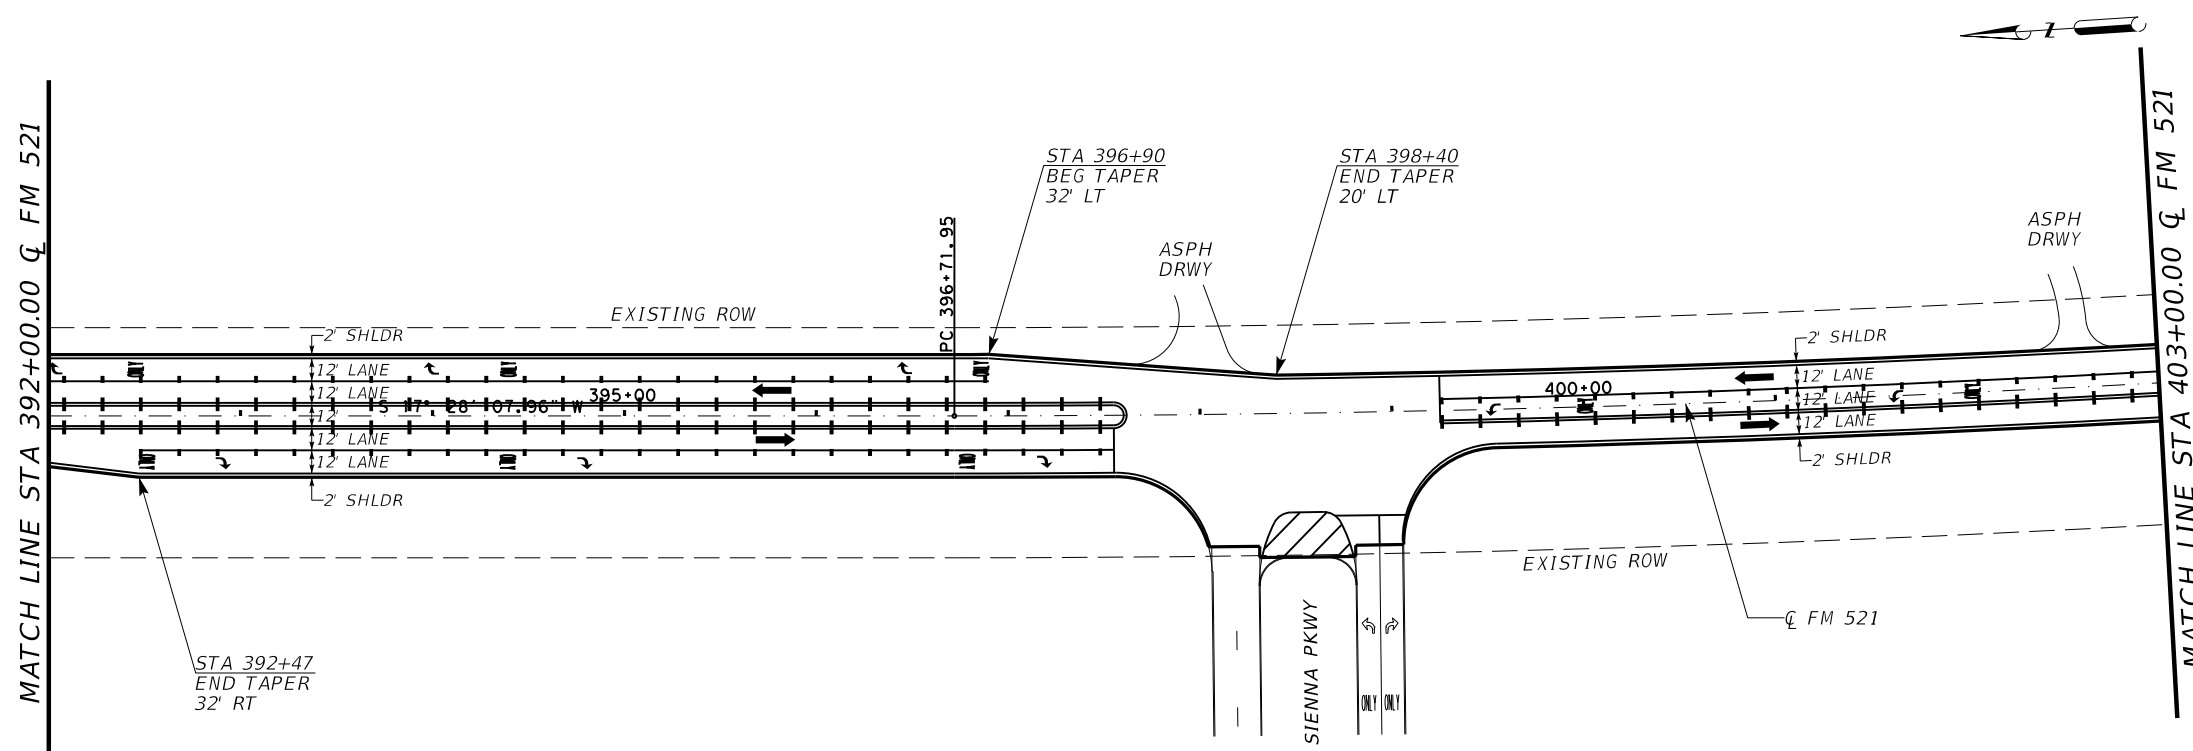 Z
MATCH LINE STA 392+00.00 ℄ FM 521
STA 396+90
BEG TAPER
32' LT
STA 398+40
END TAPER
20' LT
PC 396+71.95
ASPH
DRWY
ASPH
DRWY
EXISTING ROW
2' SHLDR
12' LANE
12' LANE
12'
12' LANE
12' LANE
2' SHLDR
S 17° 28' 07.96" W
395+00
400+00
ONLY
ONLY
ONLY
ONLY
ONLY
ONLY
ONLY
ONLY
2' SHLDR
12' LANE
12' LANE
12' LANE
2' SHLDR
EXISTING ROW
℄ FM 521
STA 392+47
END TAPER
32' RT
SIENNA PKWY
ONLY
ONLY
MATCH LINE STA 403+00.00 ℄ FM 521